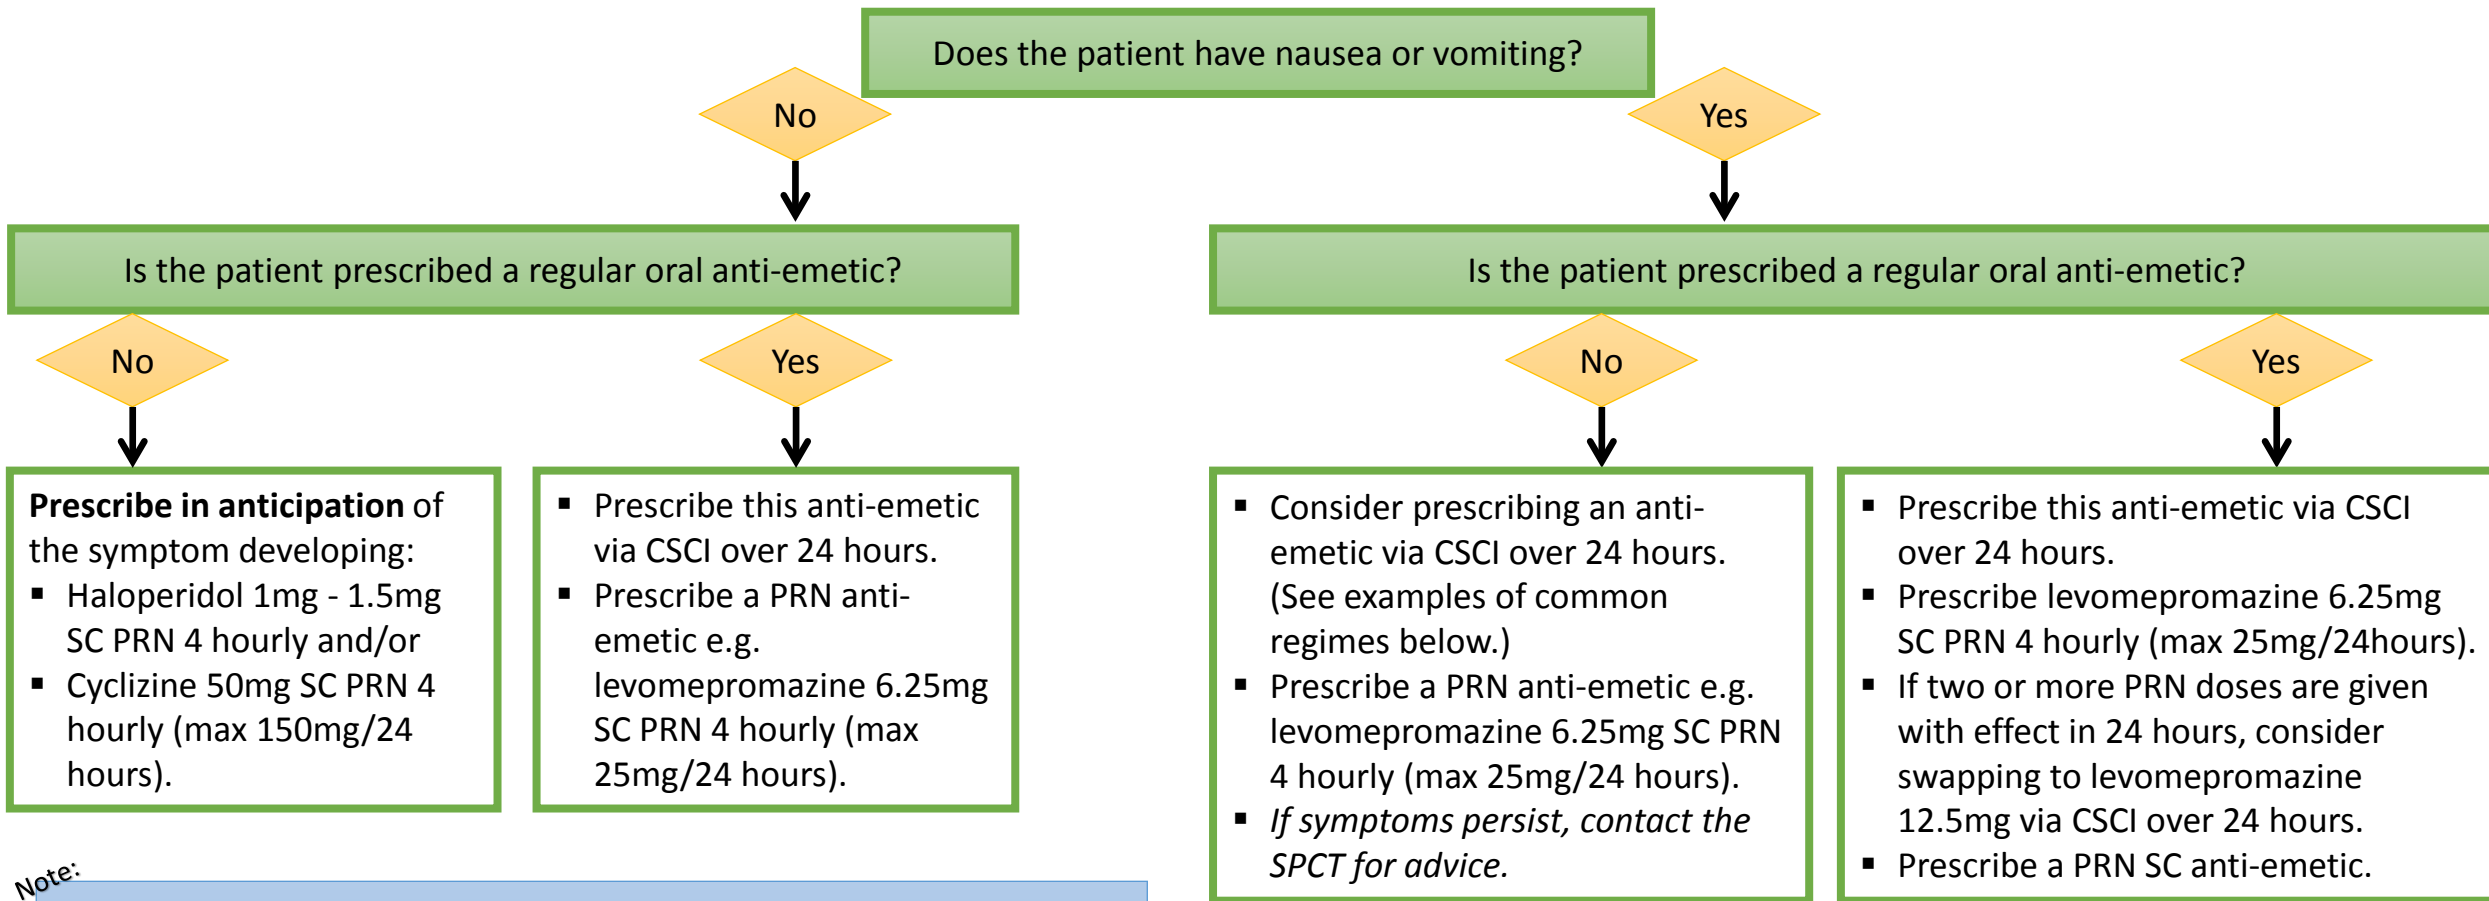 Does the patient have nausea or vomiting?
No
Yes
Is the patient prescribed a regular oral anti-emetic?
Is the patient prescribed a regular oral anti-emetic?
No
Yes
No
Yes
Prescribe in anticipation of
the symptom developing:
▪ Haloperidol 1mg - 1.5mg
SC PRN 4 hourly and/or
▪ Cyclizine 50mg SC PRN 4
hourly (max 150mg/24
hours).
▪ Prescribe this anti-emetic
via CSCI over 24 hours.
▪ Prescribe a PRN anti-
emetic e.g.
levomepromazine 6.25mg
SC PRN 4 hourly (max
25mg/24 hours).
▪ Consider prescribing an anti-
emetic via CSCI over 24 hours.
(See examples of common
regimes below.)
▪ Prescribe a PRN anti-emetic e.g.
levomepromazine 6.25mg SC PRN
4 hourly (max 25mg/24 hours).
▪ If symptoms persist, contact the
SPCT for advice.
▪ Prescribe this anti-emetic via CSCI
over 24 hours.
▪ Prescribe levomepromazine 6.25mg
SC PRN 4 hourly (max 25mg/24hours).
▪ If two or more PRN doses are given
with effect in 24 hours, consider
swapping to levomepromazine
12.5mg via CSCI over 24 hours.
▪ Prescribe a PRN SC anti-emetic.
Note: